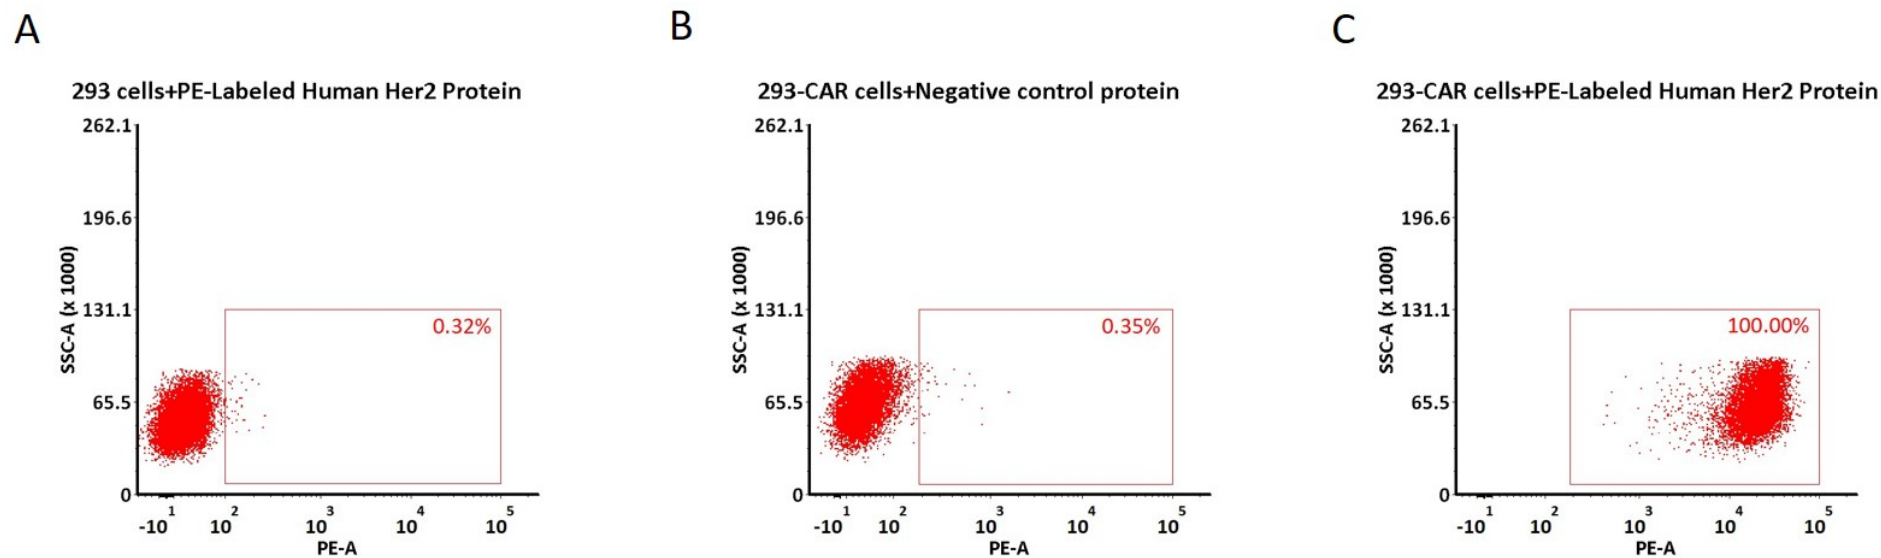 A
293 cells+PE-Labeled Human Her2 Protein
262.1
196.6
131.1
65.5
0
SSC-A (x 1000)
0.32%
-10 1
10 2
10 3
10 4
10 5
PE-A
B
293-CAR cells+Negative control protein
262.1
196.6
131.1
65.5
0
SSC-A (x 1000)
0.35%
-10 1
10 2
10 3
10 4
10 5
PE-A
C
293-CAR cells+PE-Labeled Human Her2 Protein
262.1
196.6
131.1
65.5
0
SSC-A (x 1000)
100.00%
-10 1
10 2
10 3
10 4
10 5
PE-A